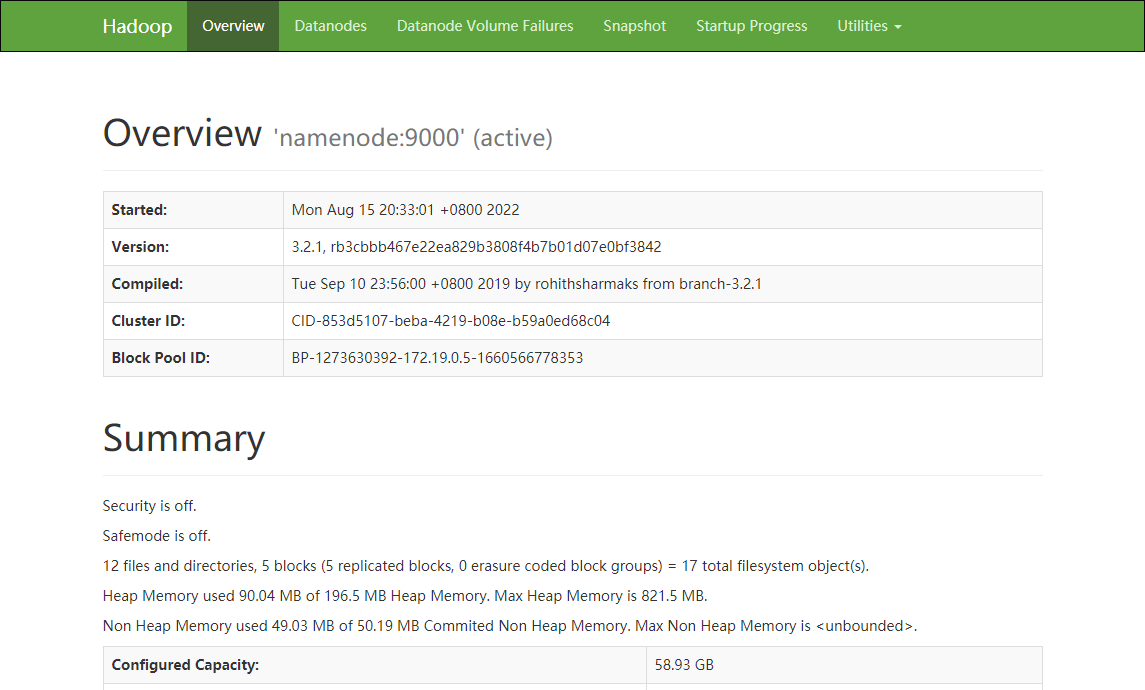 Hadoop Overview Datanodes Datanode Volume Failures Snapshot Startup Progress Utilities
Overview 'namenode:9000' (active)
Started: Mon Aug 15 20:33:01 +0800 2022
Version: 3.2.1, rb3cbbb467e22ea829b3808f4b7b01d07e0bf3842
Compiled: Tue Sep 10 23:56:00 +0800 2019 by rohithsharmaks from branch-3.2.1
Cluster ID: CID-853d5107-beba-4219-b08e-b59a0ed68c04
Block Pool ID: BP-1273630392-172.19.0.5-1660566778353
Summary
Security is off.
Safemode is off.
12 files and directories, 5 blocks (5 replicated blocks, 0 erasure coded block groups) = 17 total filesystem object(s).
Heap Memory used 90.04 MB of 196.5 MB Heap Memory. Max Heap Memory is 821.5 MB.
Non Heap Memory used 49.03 MB of 50.19 MB Commited Non Heap Memory. Max Non Heap Memory is <unbounded>.
Configured Capacity: 58.93 GB